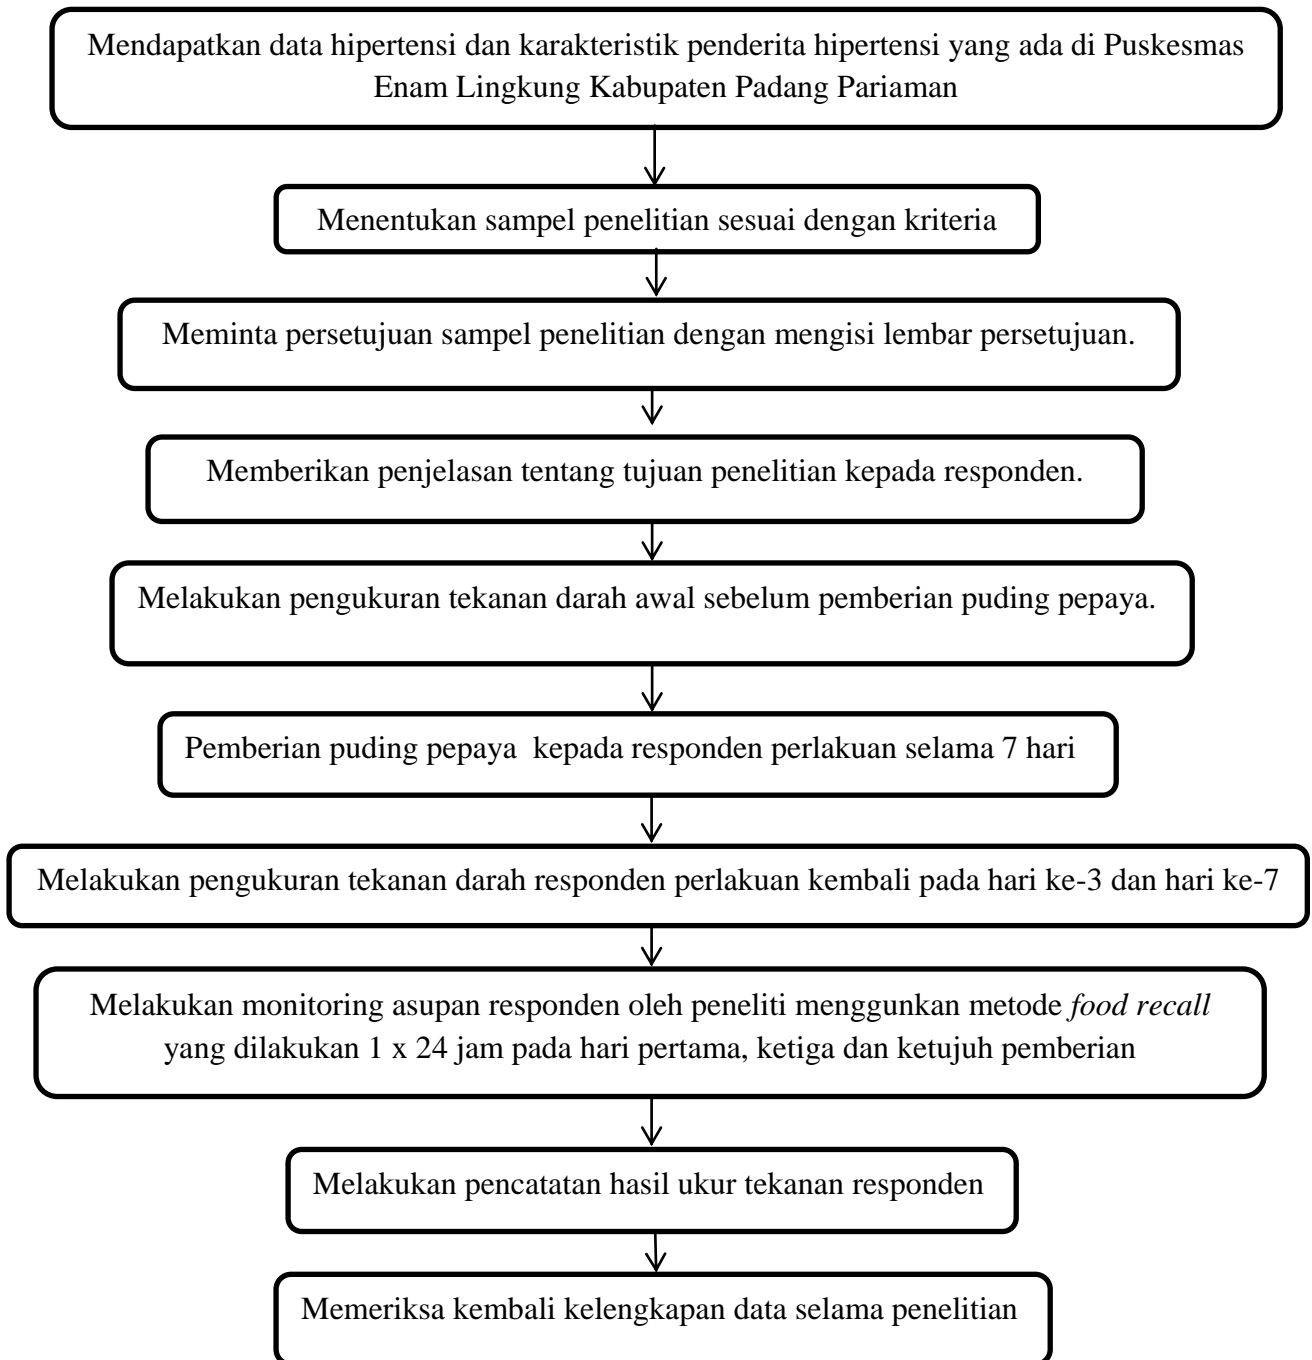 Mendapatkan data hipertensi dan karakteristik penderita hipertensi yang ada di Puskesmas
Enam Lingkung Kabupaten Padang Pariaman
Menentukan sampel penelitian sesuai dengan kriteria
Meminta persetujuan sampel penelitian dengan mengisi lembar persetujuan.
Memberikan penjelasan tentang tujuan penelitian kepada responden.
Melakukan pengukuran tekanan darah awal sebelum pemberian puding pepaya.
Pemberian puding pepaya kepada responden perlakuan selama 7 hari
Melakukan pengukuran tekanan darah responden perlakuan kembali pada hari ke-3 dan hari ke-7
Melakukan monitoring asupan responden oleh peneliti menggunkan metode food recall
yang dilakukan 1 x 24 jam pada hari pertama, ketiga dan ketujuh pemberian
Melakukan pencatatan hasil ukur tekanan responden
Memeriksa kembali kelengkapan data selama penelitian